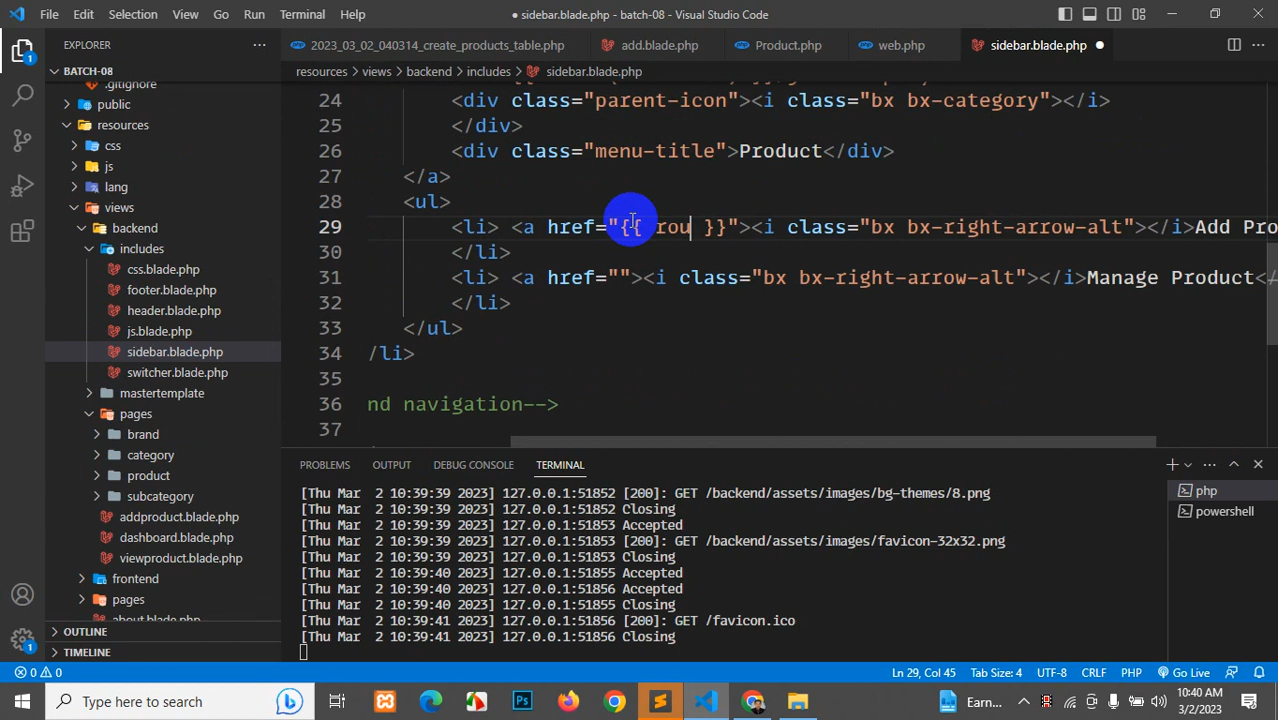 File Edit Selection View Go Run Terminal Help
● sidebar.blade.php - batch-08 - Visual Studio Code
EXPLORER
2023_03_02_040314_create_products_table.php
add.blade.php
Product.php
web.php
sidebar.blade.php
BATCH-08
resources > views > backend > includes > sidebar.blade.php
.gitignore
public
resources
css
js
lang
views
backend
includes
css.blade.php
footer.blade.php
header.blade.php
js.blade.php
sidebar.blade.php
switcher.blade.php
mastertemplate
pages
brand
category
product
subcategory
addproduct.blade.php
dashboard.blade.php
viewproduct.blade.php
frontend
pages
about.blade.php
OUTLINE
TIMELINE
24 <div class="parent-icon"><i class="bx bx-category"></i>
25 </div>
26 <div class="menu-title">Product</div>
27 </a>
28 <ul>
29 <li> <a href="{{ rou }}"><i class="bx bx-right-arrow-alt"></i>Add Pro
30 </li>
31 <li> <a href=""><i class="bx bx-right-arrow-alt"></i>Manage Product</
32 </li>
33 </ul>
34 /li>
35
36 nd navigation-->
37
PROBLEMS OUTPUT DEBUG CONSOLE TERMINAL
[Thu Mar 2 10:39:39 2023] 127.0.0.1:51852 [200]: GET /backend/assets/images/bg-themes/8.png
[Thu Mar 2 10:39:39 2023] 127.0.0.1:51852 Closing
[Thu Mar 2 10:39:39 2023] 127.0.0.1:51853 Accepted
[Thu Mar 2 10:39:39 2023] 127.0.0.1:51853 [200]: GET /backend/assets/images/favicon-32x32.png
[Thu Mar 2 10:39:39 2023] 127.0.0.1:51853 Closing
[Thu Mar 2 10:39:40 2023] 127.0.0.1:51855 Accepted
[Thu Mar 2 10:39:40 2023] 127.0.0.1:51856 Accepted
[Thu Mar 2 10:39:40 2023] 127.0.0.1:51855 Closing
[Thu Mar 2 10:39:41 2023] 127.0.0.1:51856 [200]: GET /favicon.ico
[Thu Mar 2 10:39:41 2023] 127.0.0.1:51856 Closing
php
powershell
0 0 Ln 29, Col 45 Tab Size: 4 UTF-8 CRLF PHP Go Live
Type here to search
Ps
Earn...
10:40 AM
3/2/2023